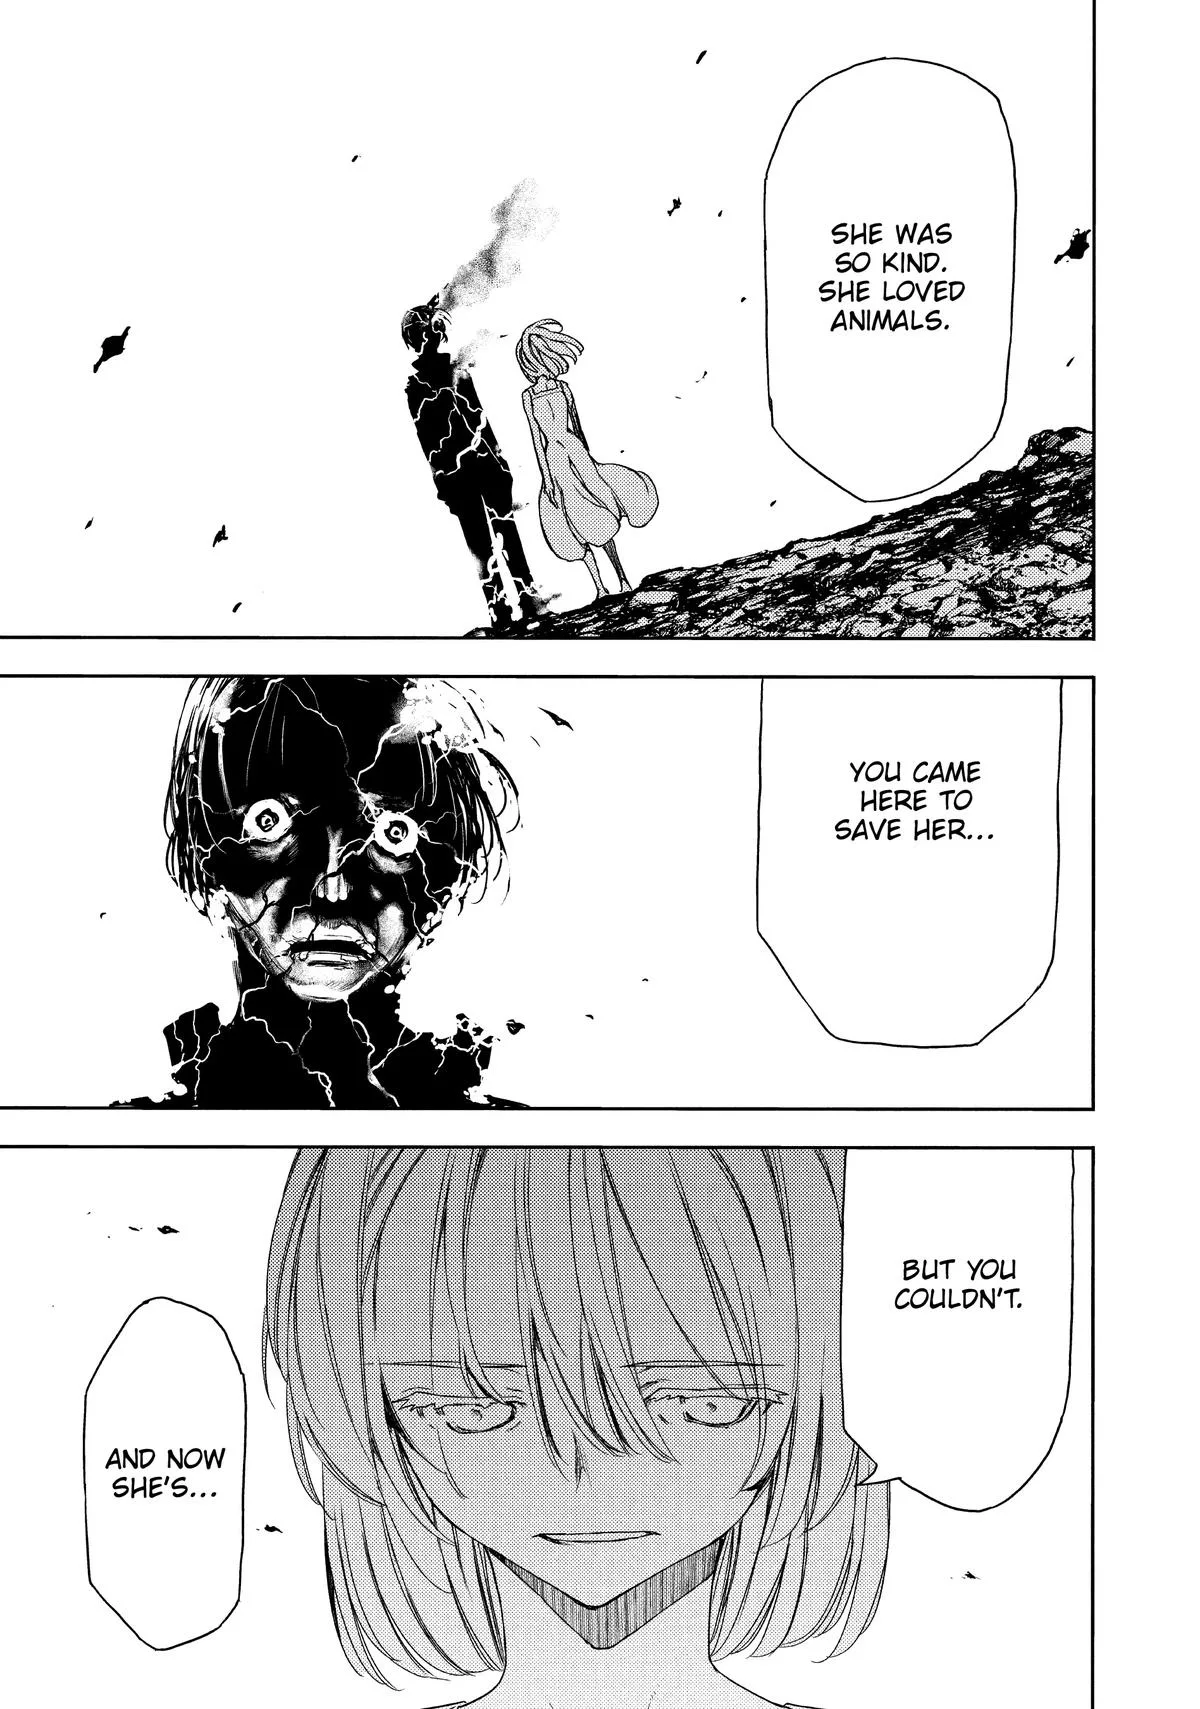 SHE WAS
SO KIND.
SHE LOVED
ANIMALS.
YOU CAME
HERE TO
SAVE HER...
BUT YOU
COULDN'T.
AND NOW
SHE'S...